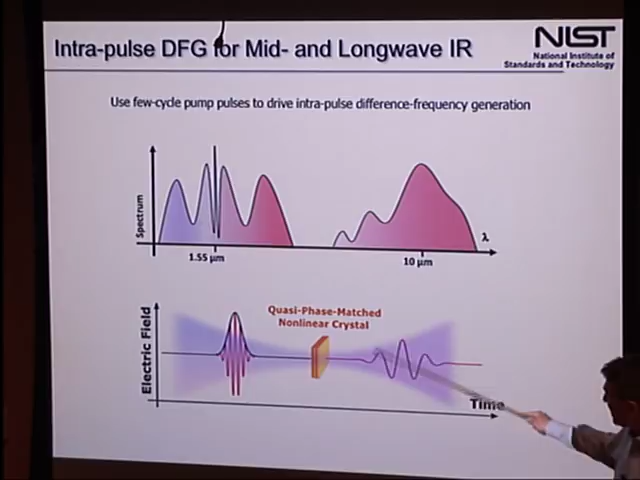 Intra-pulse DFG for Mid- and Longwave IR
NIST
National Institute of
Standards and Technology
Use few-cycle pump pulses to drive intra-pulse difference-frequency generation
Spectrum
λ
1.55 µm
10 µm
Electric Field
Quasi-Phase-Matched
Nonlinear Crystal
Time